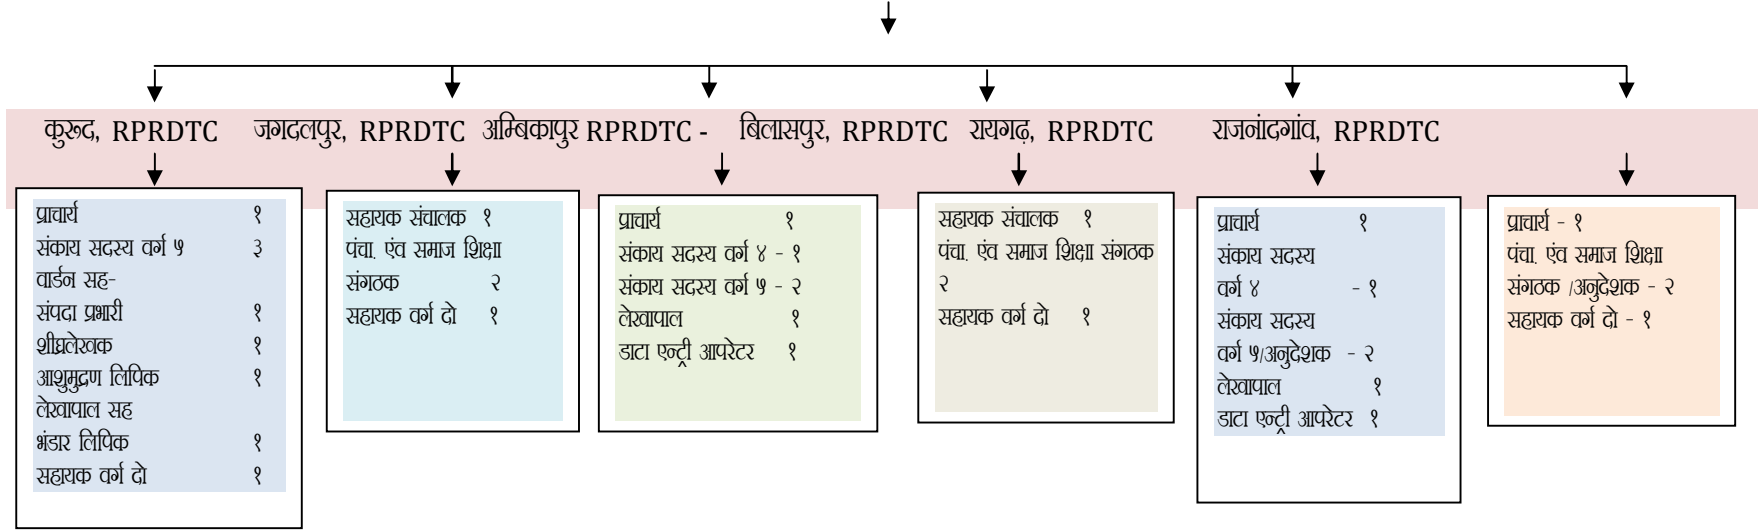 कुरूद, RPRDTC जगदलपुर, RPRDTC अम्बिकापुर RPRDTC - बिलासपुर, RPRDTC रायगढ़, RPRDTC राजनांदगांव, RPRDTC
प्राचार्य १
संकाय सदस्य वर्ग ५ ३
वार्डन सह-
संपदा प्रभारी १
शीघ्रलेखक १
आशुमुद्रण लिपिक १
लेखापाल सह
भंडार लिपिक १
सहायक वर्ग दो १
सहायक संचालक १
पंचा. एंव समाज शिक्षा
संगठक २
सहायक वर्ग दो १
प्राचार्य १
संकाय सदस्य वर्ग ४ - १
संकाय सदस्य वर्ग ५ - २
लेखापाल १
डाटा एन्ट्री आपरेटर १
सहायक संचालक १
पंचा. एंव समाज शिक्षा संगठक
२
सहायक वर्ग दो १
प्राचार्य १
संकाय सदस्य
वर्ग ४ - १
संकाय सदस्य
वर्ग ५/अनुदेशक - २
लेखापाल १
डाटा एन्ट्री आपरेटर १
प्राचार्य - १
पंचा. एंव समाज शिक्षा
संगठक /अनुदेशक - २
सहायक वर्ग दो - १